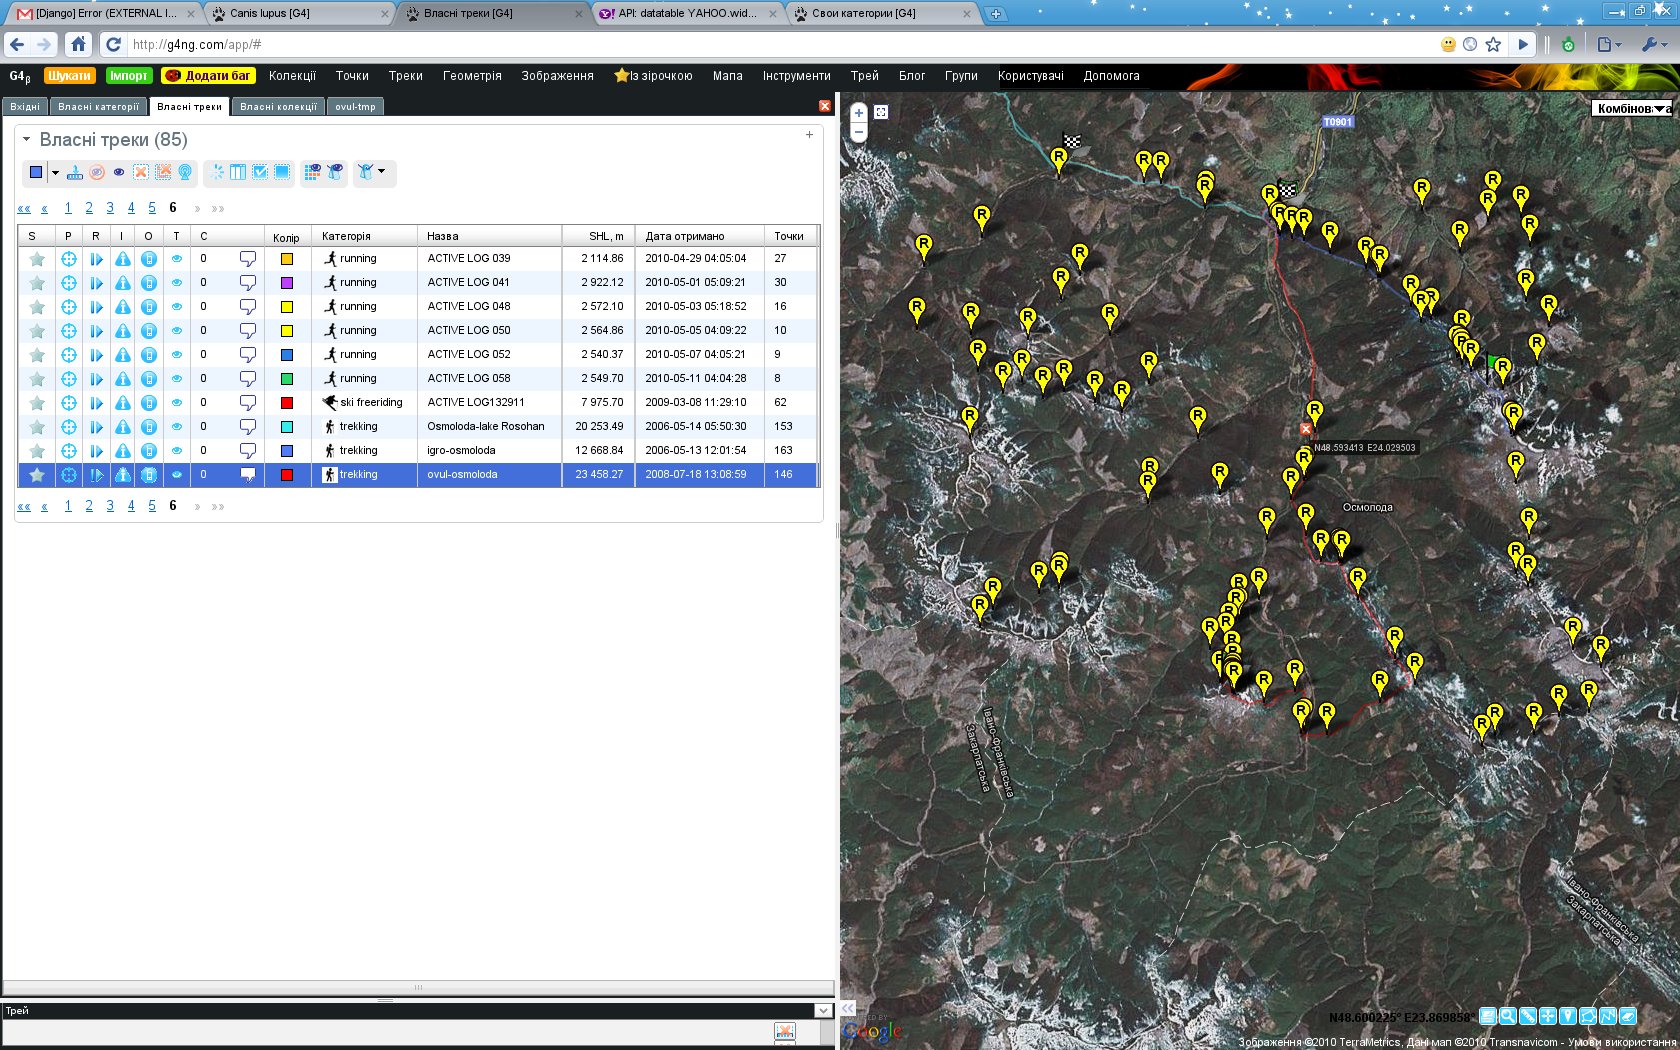 [Django] Error (EXTERNAL I...
Canis lupus [G4]
Власні треки [G4]
API: datatable YAHOO.wid...
Свои категории [G4]
http://g4ng.com/app/#
G4β Шукати Імпорт Додати баг Колекції Точки Треки Геометрія Зображення Із зірочкою Мапа Інструменти Трей Блог Групи Користувачі Допомога
Вхідні Власні категорії Власні треки Власні колекції ovul-tmp
Власні треки (85)
«« « 1 2 3 4 5 6 » »»
S P R I O T C Колір Категорія Назва SHL, m Дата отримано Точки
0 running ACTIVE LOG 039 2 114.86 2010-04-29 04:05:04 27
0 running ACTIVE LOG 041 2 922.12 2010-05-01 05:09:21 30
0 running ACTIVE LOG 048 2 572.10 2010-05-03 05:18:52 16
0 running ACTIVE LOG 050 2 564.86 2010-05-05 04:09:22 10
0 running ACTIVE LOG 052 2 540.37 2010-05-07 04:05:21 9
0 running ACTIVE LOG 058 2 549.70 2010-05-11 04:04:28 8
0 ski freeriding ACTIVE LOG132911 7 975.70 2009-03-08 11:29:10 62
0 trekking Osmoloda-lake Rosohan 20 253.49 2006-05-14 05:50:30 153
0 trekking igro-osmoloda 12 668.84 2006-05-13 12:01:54 163
0 trekking ovul-osmoloda 23 458.27 2008-07-18 13:08:59 146
«« « 1 2 3 4 5 6 » »»
Трей
T0901
N48.593413 E24.029503
Осмолода
Івано-Франківська
Закарпатська
Івано-Франківська
Закарпатська
POWERED BY
Google
N48.600225° E23.869858°
Зображення ©2010 TerraMetrics, Дані мап ©2010 Transnavicom - Умови використання